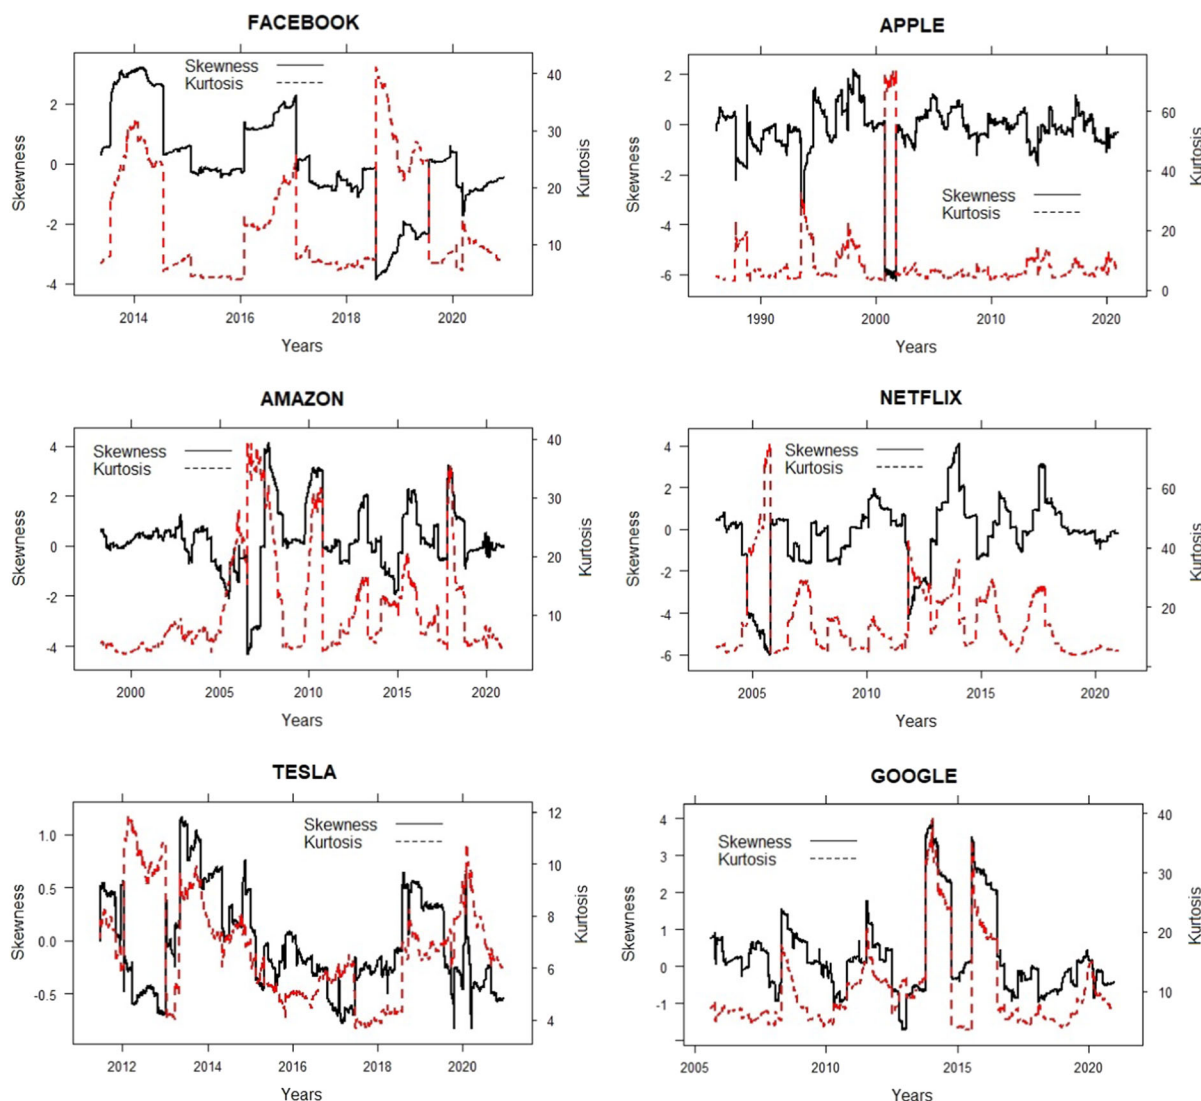 FACEBOOK
Skewness
Kurtosis
2
0
-2
-4
40
30
20
10
Skewness
Kurtosis
2014
2016
2018
2020
Years
APPLE
2
0
-2
-4
-6
60
40
20
0
Skewness
Kurtosis
Skewness
Kurtosis
1990
2000
2010
2020
Years
AMAZON
Skewness
Kurtosis
4
2
0
-2
-4
40
30
20
10
Skewness
Kurtosis
2000
2005
2010
2015
2020
Years
NETFLIX
Skewness
Kurtosis
4
2
0
-2
-4
-6
60
40
20
Skewness
Kurtosis
2005
2010
2015
2020
Years
TESLA
Skewness
Kurtosis
1.0
0.5
0.0
-0.5
12
10
8
6
4
Skewness
Kurtosis
2012
2014
2016
2018
2020
Years
GOOGLE
Skewness
Kurtosis
4
3
2
1
0
-1
40
30
20
10
Skewness
Kurtosis
2005
2010
2015
2020
Years